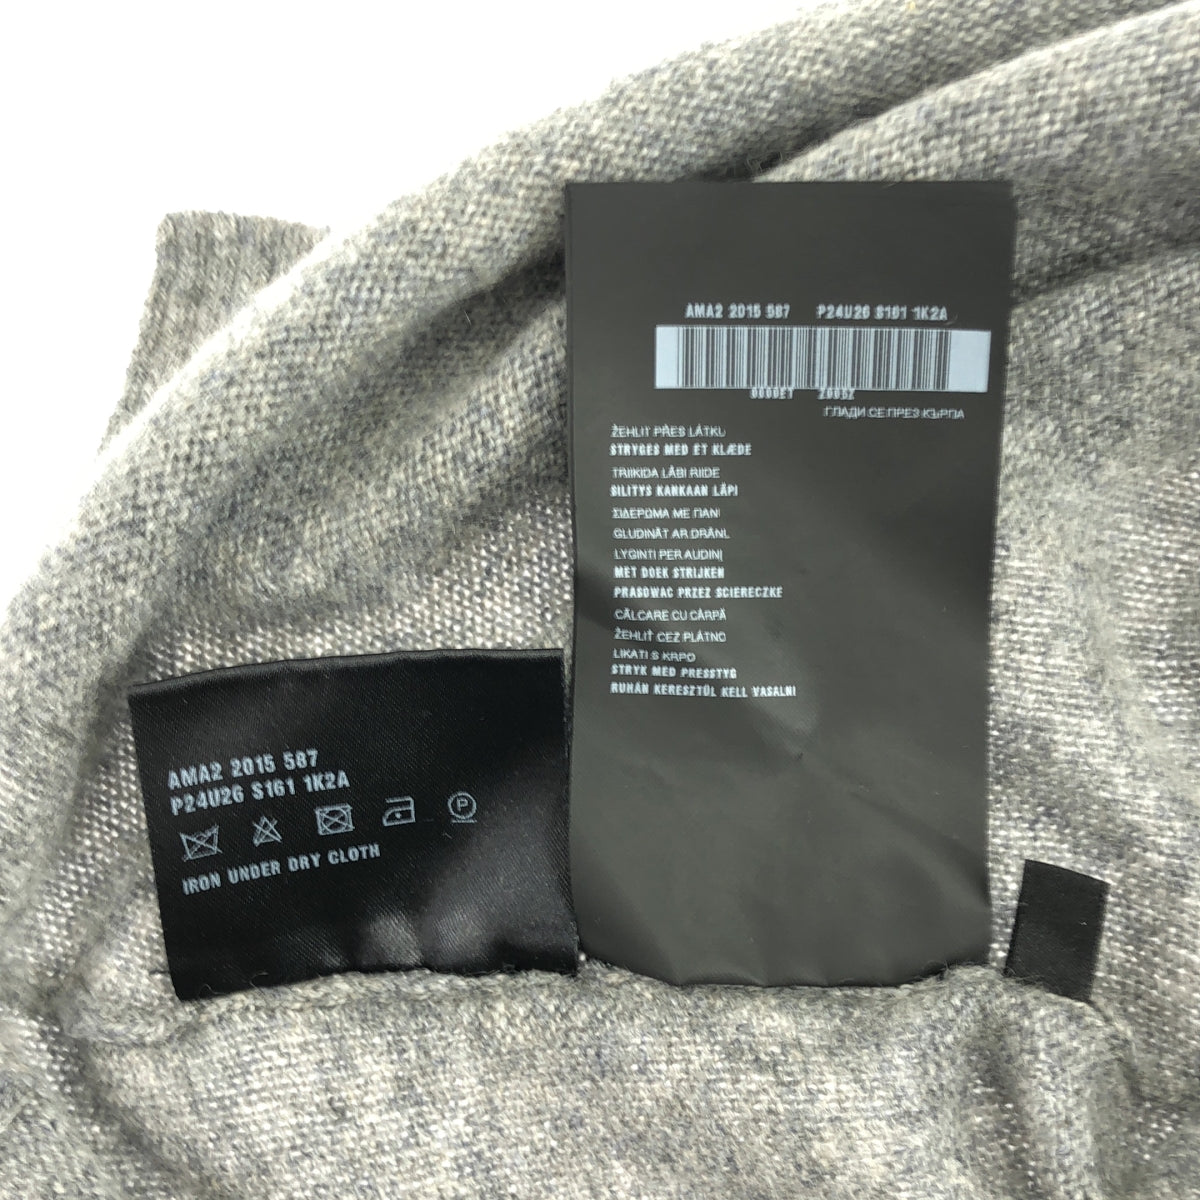 AMA2 2015 587 P24U26 S161 1K2A
ГЛАДИ СЕ ПРЕЗ КЪРПА
ŽEHLIT PŘES LÁTKU
STRYGES MED ET KLÆDE
TRIIKIDA LÄBI RIIDE
SILITYS KANKAAN LÄPI
ΣΙΔΕΡΩΜΑ ΜΕ ΠΑΝΙ
GLUDINĀT AR DRĀNU
LYGINTI PER AUDINĮ
MET DOEK STRIJKEN
PRASOWAC PRZEZ SCIERECZKE
CĂLCARE CU CÂRPĂ
ŽEHLIŤ CEZ PLÁTNO
LIKATI S KRPO
STRYK MED PRESSTYG
RUHÁN KERESZTÜL KELL VASALNI
AMA2 2015 587
P24U26 S161 1K2A
P
IRON UNDER DRY CLOTH